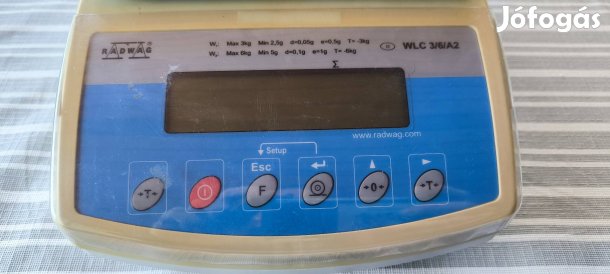 Jófogás
RADWAG ®
W₁: Max 3kg Min 2,5g d=0,05g e=0,5g T= -3kg
W₂: Max 6kg Min 5g d=0,1g e=1g T= -6kg
II WLC 3/6/A2
Σ
www.radwag.com
Setup
Esc
T F 0 T